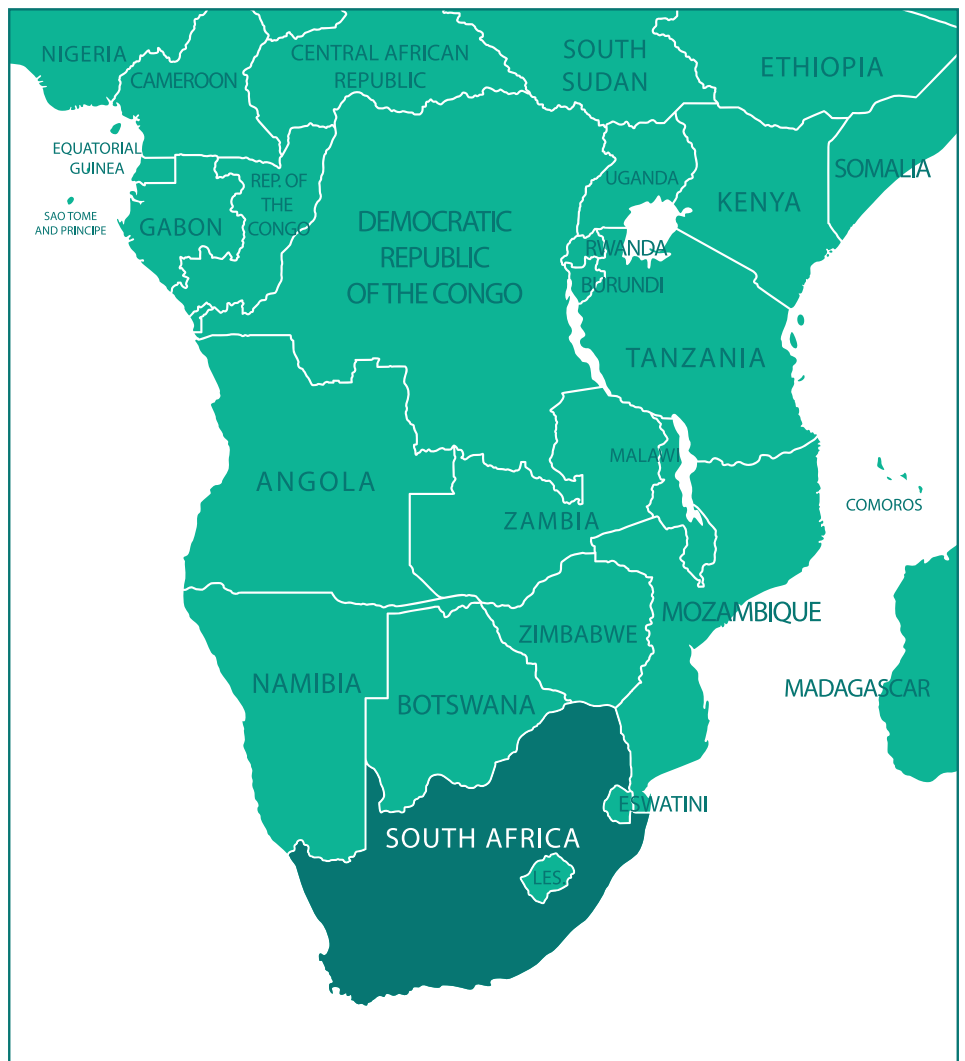 NIGERIA
CAMEROON
CENTRAL AFRICAN
REPUBLIC
SOUTH
SUDAN
ETHIOPIA
EQUATORIAL
GUINEA
SAO TOME
AND PRINCIPE
GABON
REP. OF
THE
CONGO
DEMOCRATIC
REPUBLIC
OF THE CONGO
UGANDA
KENYA
SOMALIA
RWANDA
BURUNDI
TANZANIA
ANGOLA
ZAMBIA
MALAWI
COMOROS
MOZAMBIQUE
ZIMBABWE
MADAGASCAR
NAMIBIA
BOTSWANA
ESWATINI
SOUTH AFRICA
LES.